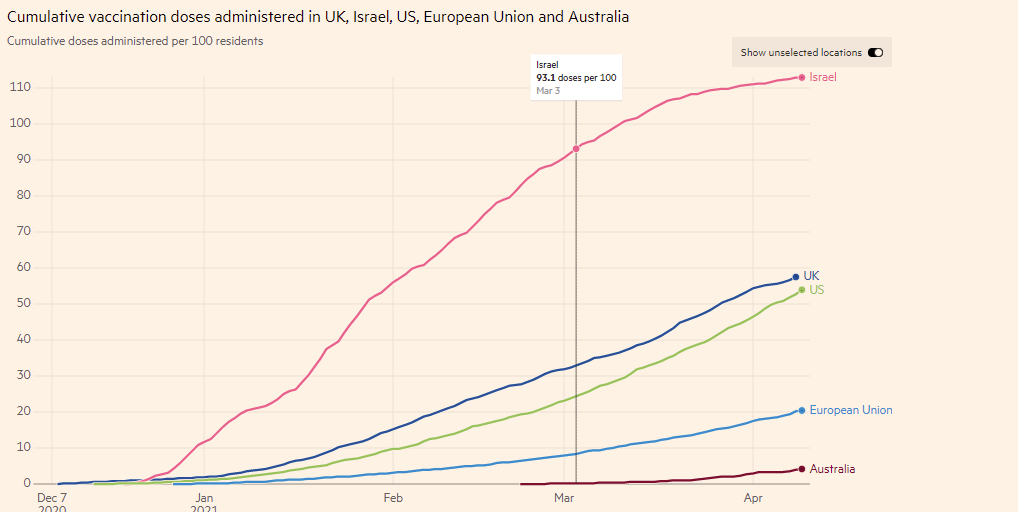 Cumulative vaccination doses administered in UK, Israel, US, European Union and Australia
Cumulative doses administered per 100 residents
Show unselected locations
Israel
93.1 doses per 100
Mar 3
110
100
90
80
70
60
50
40
30
20
10
0
Israel
UK
US
European Union
Australia
Dec 7 Jan Feb Mar Apr
2020 2021